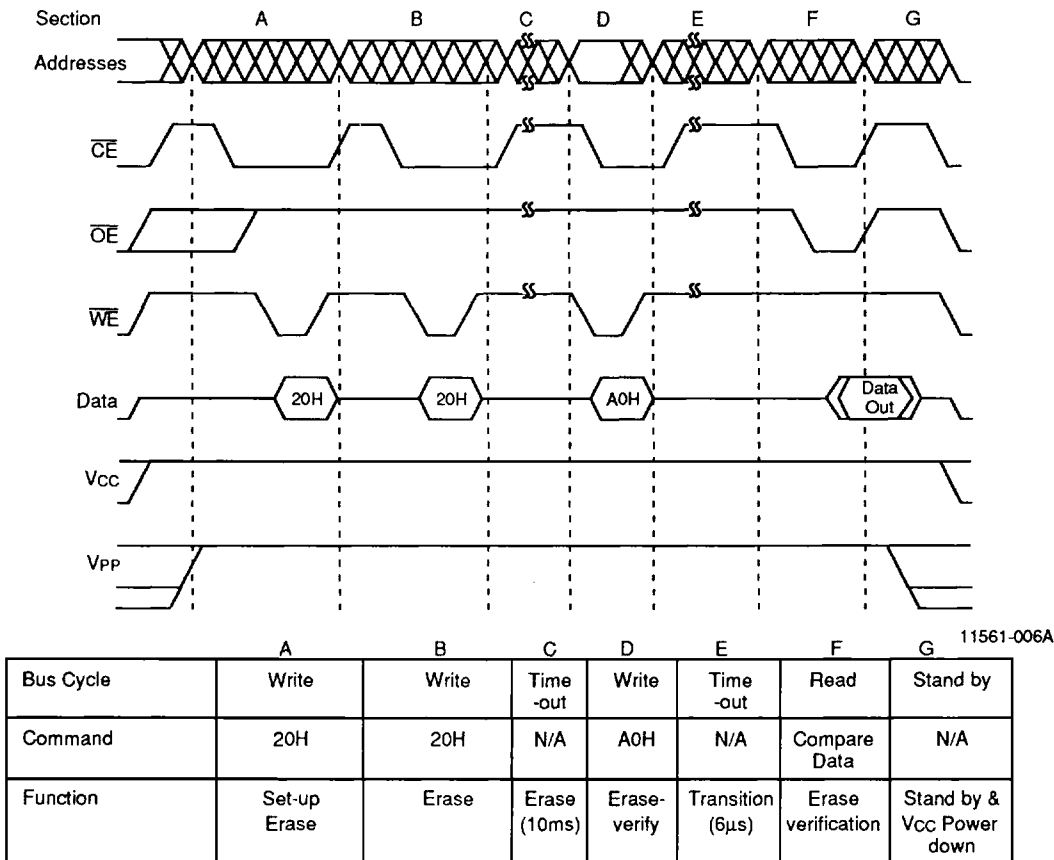 Section A B C D E F G
Addresses
CE
OE
WE
Data 20H 20H A0H Data Out
VCC
VPP
11561-006A
A B C D E F G
Bus Cycle Write Write Time-out Write Time-out Read Stand by
Command 20H 20H N/A A0H N/A Compare Data N/A
Function Set-up Erase Erase Erase (10ms) Erase-verify Transition (6µs) Erase verification Stand by & VCC Power down